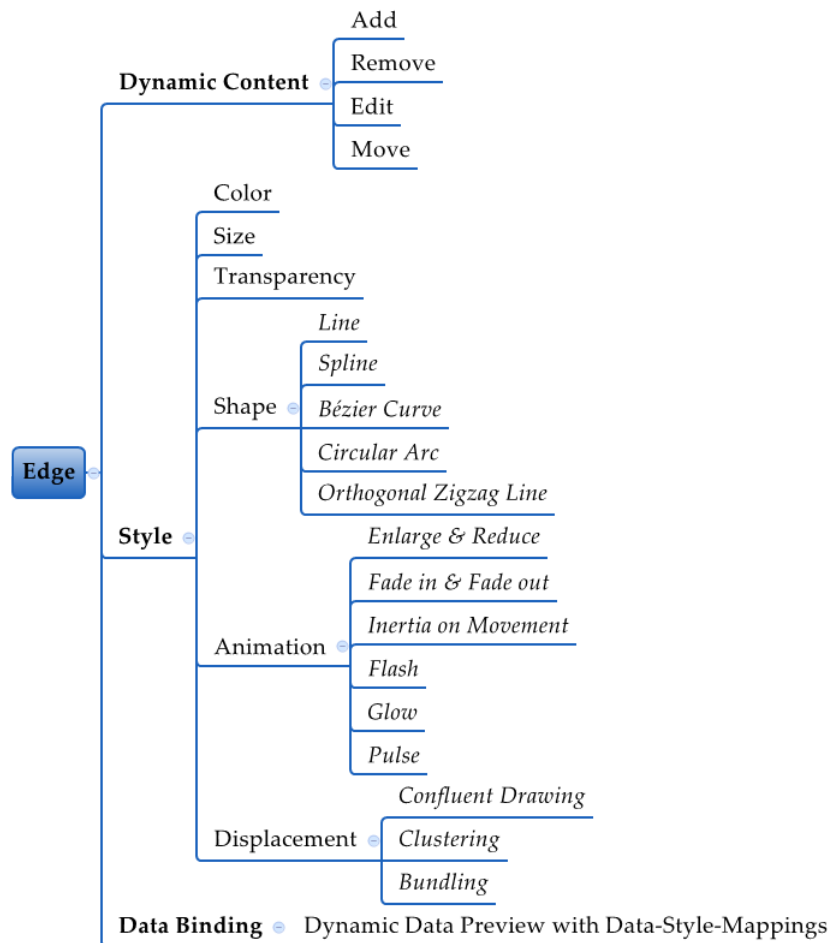 Add
Remove
Dynamic Content
Edit
Move
Color
Size
Transparency
Line
Spline
Shape
Bézier Curve
Circular Arc
Edge
Orthogonal Zigzag Line
Style
Enlarge & Reduce
Fade in & Fade out
Inertia on Movement
Animation
Flash
Glow
Pulse
Confluent Drawing
Displacement
Clustering
Bundling
Data Binding
Dynamic Data Preview with Data-Style-Mappings